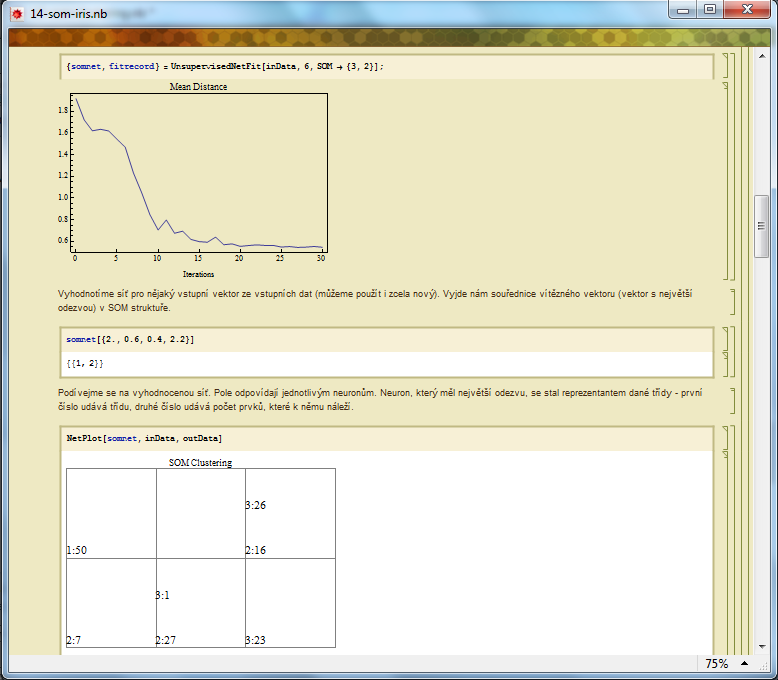 14-som-iris.nb
{somnet, fitrecord} = UnsupervisedNetFit[inData, 6, SOM → {3, 2}];
Mean Distance
1.8
1.6
1.4
1.2
1.0
0.8
0.6
0 5 10 15 20 25 30
Iterations
Vyhodnotíme síť pro nějaký vstupní vektor ze vstupních dat (můžeme použít i zcela nový). Vyjde nám souřednice vítězného vektoru (vektor s největší
odezvou) v SOM struktuře.
somnet[{2., 0.6, 0.4, 2.2}]
{{1, 2}}
Podívejme se na vyhodnocenou síť. Pole odpovídají jednotlivým neuronům. Neuron, který měl největší odezvu, se stal reprezentantem dané třídy - první
číslo udává třídu, druhé číslo udává počet prvků, které k němu náleží.
NetPlot[somnet, inData, outData]
SOM Clustering
3:26
1:50 2:16
3:1
2:7 2:27 3:23
75%